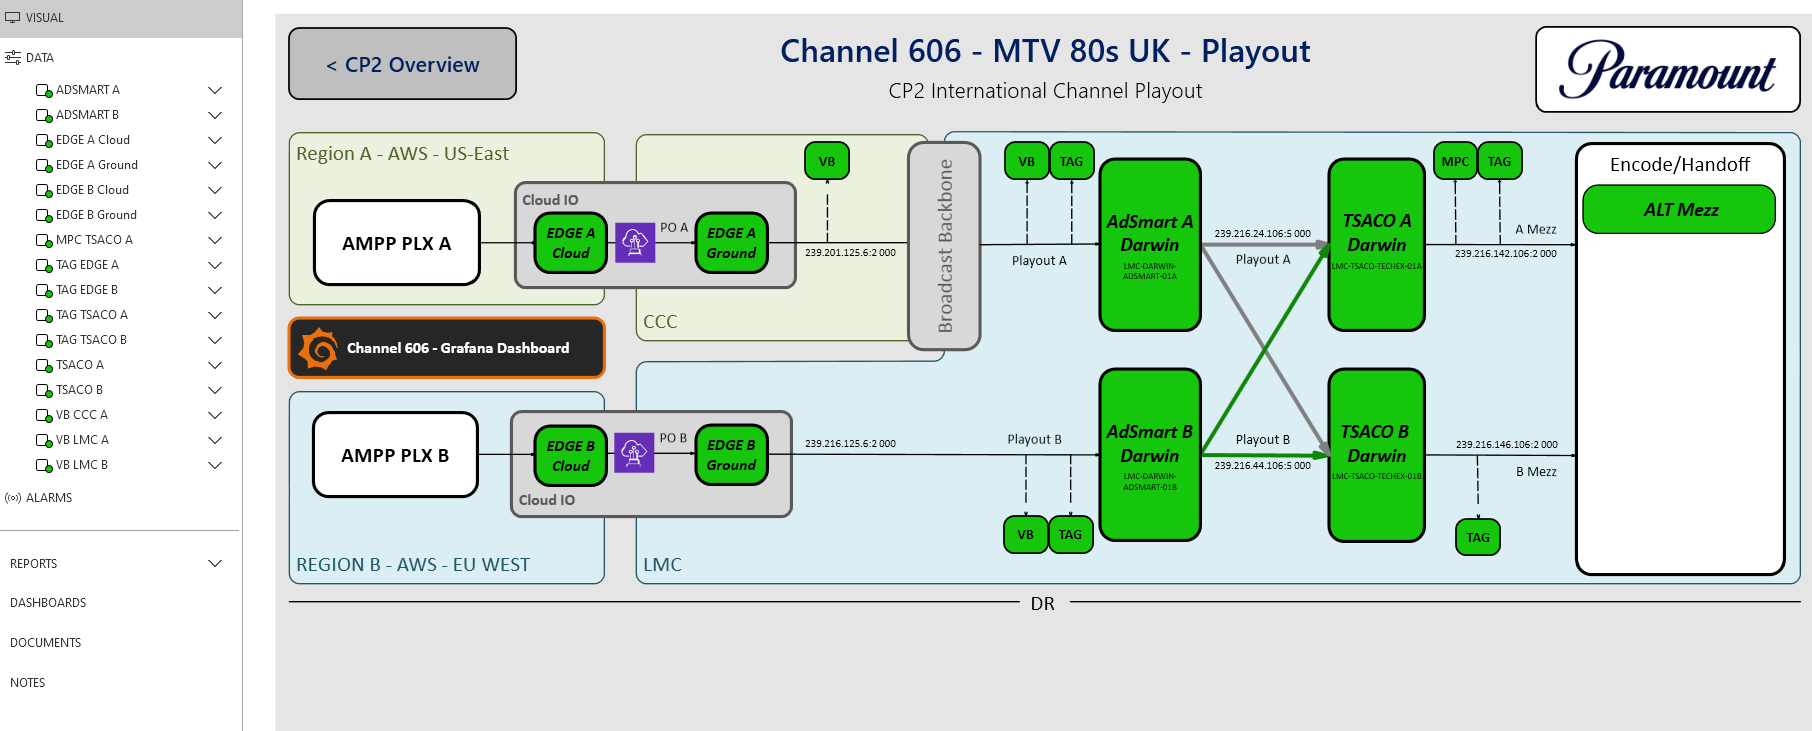 VISUAL
DATA
ADSMART A
ADSMART B
EDGE A Cloud
EDGE A Ground
EDGE B Cloud
EDGE B Ground
MPC TSACO A
TAG EDGE A
TAG EDGE B
TAG TSACO A
TAG TSACO B
TSACO A
TSACO B
VB CCC A
VB LMC A
VB LMC B
ALARMS
REPORTS
DASHBOARDS
DOCUMENTS
NOTES
< CP2 Overview
Channel 606 - MTV 80s UK - Playout
CP2 International Channel Playout
Paramount
Region A - AWS - US-East
AMPP PLX A
Cloud IO
EDGE A
Cloud
PO A
EDGE A
Ground
VB
239.201.125.6:2 000
CCC
Broadcast Backbone
VB
TAG
Playout A
AdSmart A
Darwin
LMC-DARWIN-
ADSMART-01A
239.216.24.106:5 000
Playout A
TSACO A
Darwin
LMC-TSACO-TECHEX-01A
MPC
TAG
A Mezz
239.216.142.106:2 000
Encode/Handoff
ALT Mezz
Channel 606 - Grafana Dashboard
AMPP PLX B
EDGE B
Cloud
PO B
EDGE B
Ground
Cloud IO
REGION B - AWS - EU WEST
239.216.125.6:2 000
Playout B
VB
TAG
LMC
AdSmart B
Darwin
LMC-DARWIN-
ADSMART-01B
Playout B
239.216.44.106:5 000
TSACO B
Darwin
LMC-TSACO-TECHEX-01B
239.216.146.106:2 000
B Mezz
TAG
DR